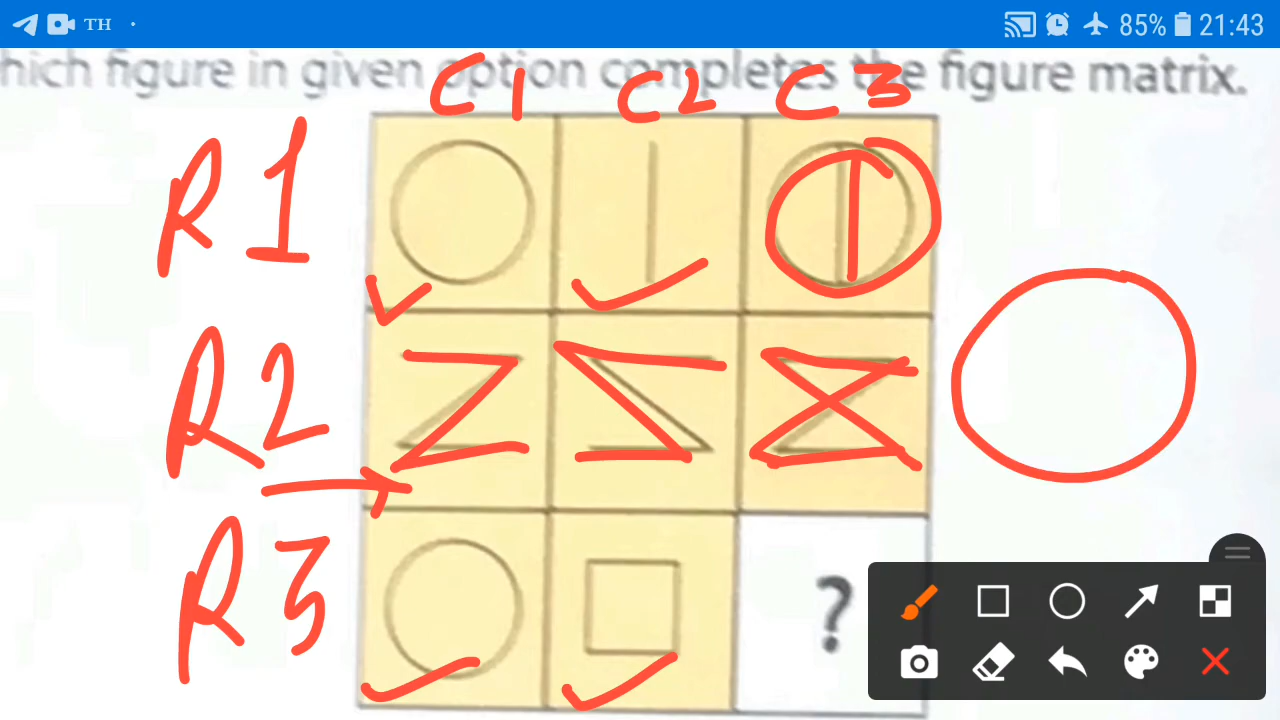 TH 85% 21:43
hich figure in given option completes the figure matrix.
C1 C2 C3
R1
R2
R3 ?